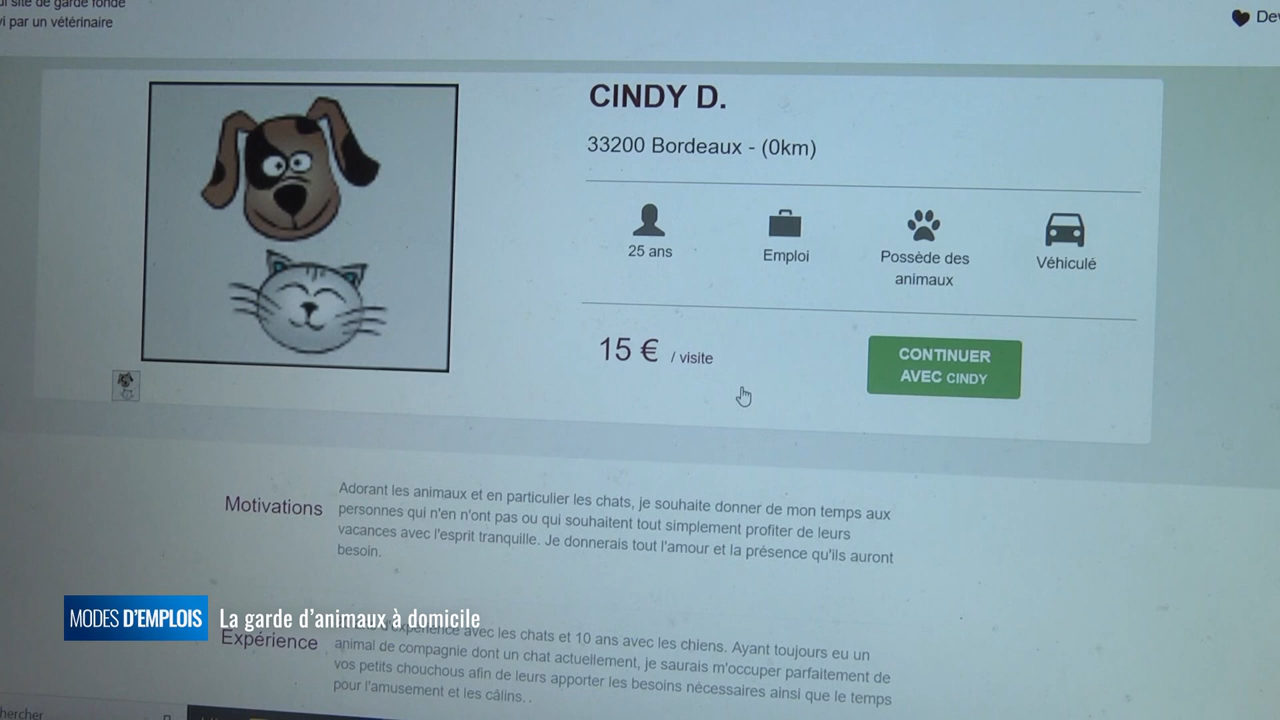 site de garde fondé
vi par un vétérinaire
CINDY D.
33200 Bordeaux - (0km)
25 ans
Emploi
Possède des
animaux
Véhiculé
15 € / visite
CONTINUER
AVEC CINDY
Motivations
Adorant les animaux et en particulier les chats, je souhaite donner de mon temps aux
personnes qui n'en n'ont pas ou qui souhaitent tout simplement profiter de leurs
vacances avec l'esprit tranquille. Je donnerais tout l'amour et la présence qu'ils auront
besoin.
MODES D'EMPLOIS
La garde d'animaux à domicile
Expérience
d'expérience avec les chats et 10 ans avec les chiens. Ayant toujours eu un
animal de compagnie dont un chat actuellement, je saurais m'occuper parfaitement de
vos petits chouchous afin de leurs apporter les besoins nécessaires ainsi que le temps
pour l'amusement et les câlins. .